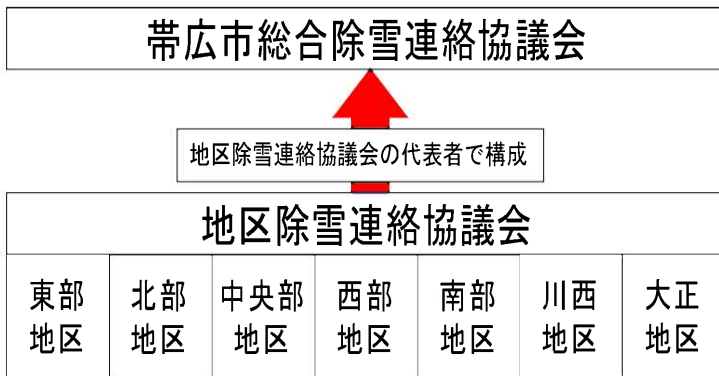 帯広市総合除雪連絡協議会
地区除雪連絡協議会の代表者で構成
地区除雪連絡協議会
東部
地区
北部
地区
中央部
地区
西部
地区
南部
地区
川西
地区
大正
地区